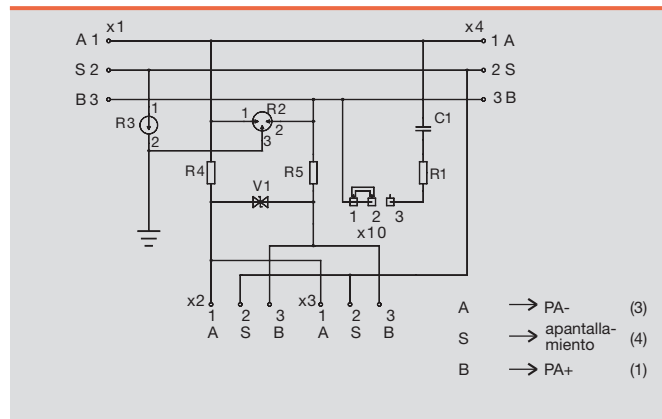 x1 x4
A 1 1 A
S 2 2 S
B 3 3 B
R3 1 2
1 R2 2 3
C1
R4 R5 R1
V1
1 2 3
x10
x2 x3
1 2 3 1 2 3
A S B A S B
A PA- (3)
S apantalla-
miento (4)
B PA+ (1)